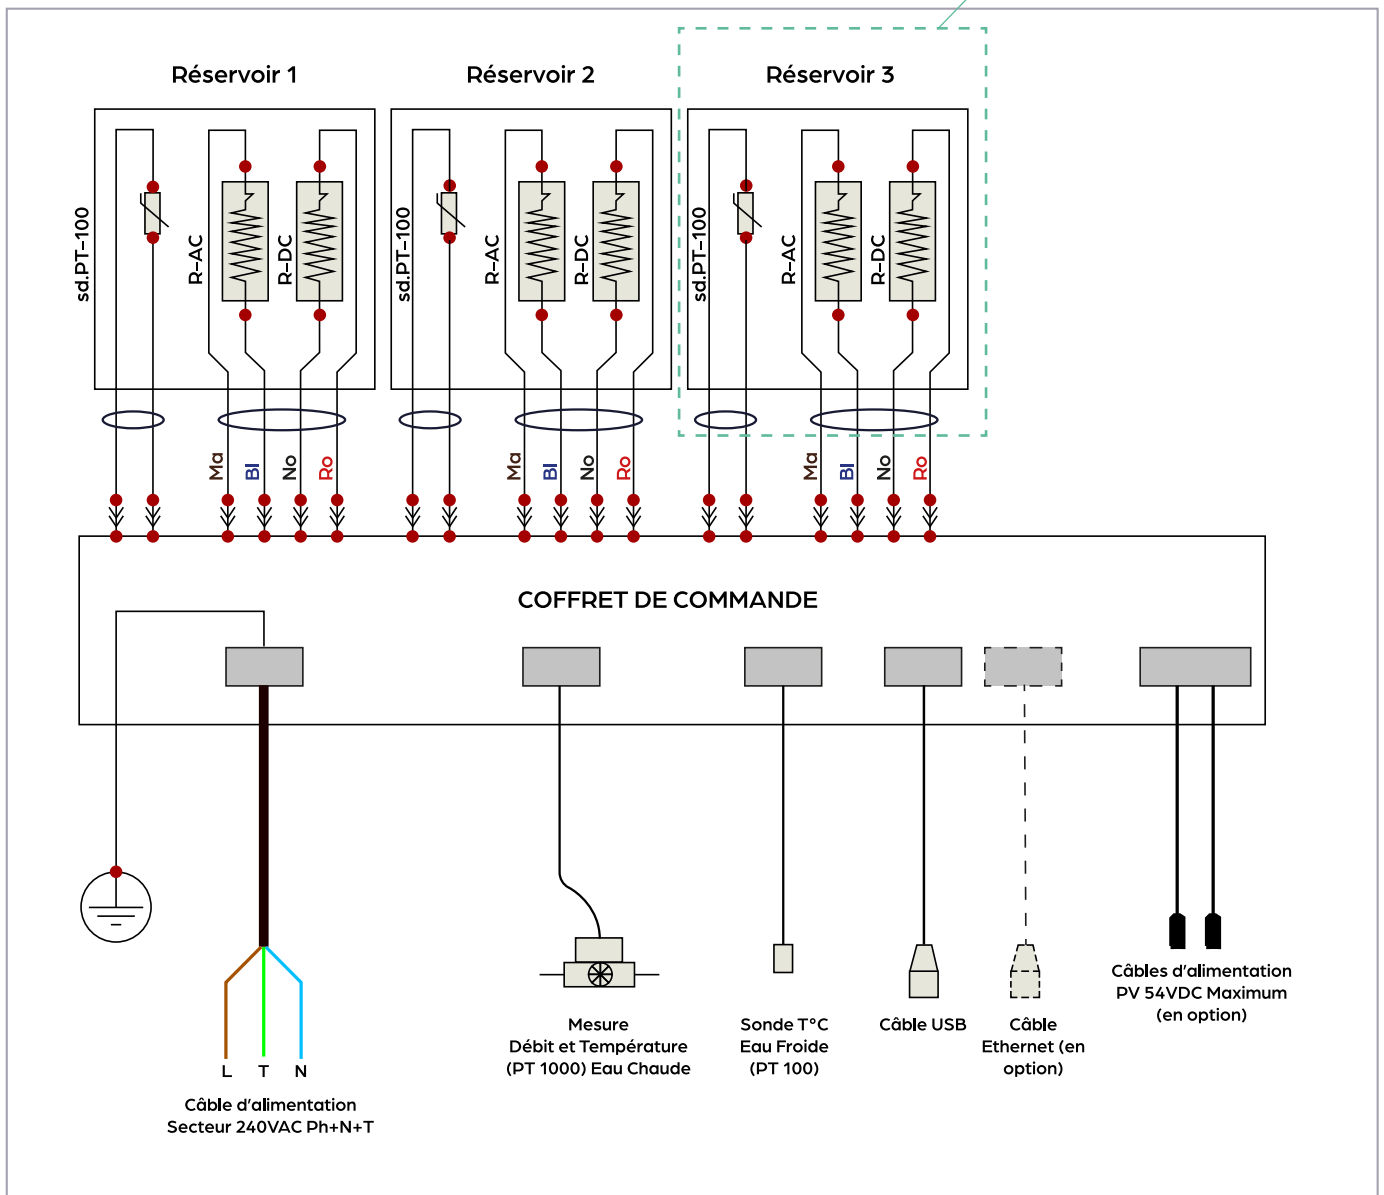 Réservoir 1
Réservoir 2
Réservoir 3
sd.PT-100
R-AC
R-DC
sd.PT-100
R-AC
R-DC
sd.PT-100
R-AC
R-DC
Ma
Bl
No
Ro
Ma
Bl
No
Ro
Ma
Bl
No
Ro
COFFRET DE COMMANDE
L T N
Câble d'alimentation
Secteur 240VAC Ph+N+T
Mesure
Débit et Température
(PT 1000) Eau Chaude
Sonde T°C
Eau Froide
(PT 100)
Câble USB
Câble
Ethernet (en
option)
Câbles d'alimentation
PV 54VDC Maximum
(en option)